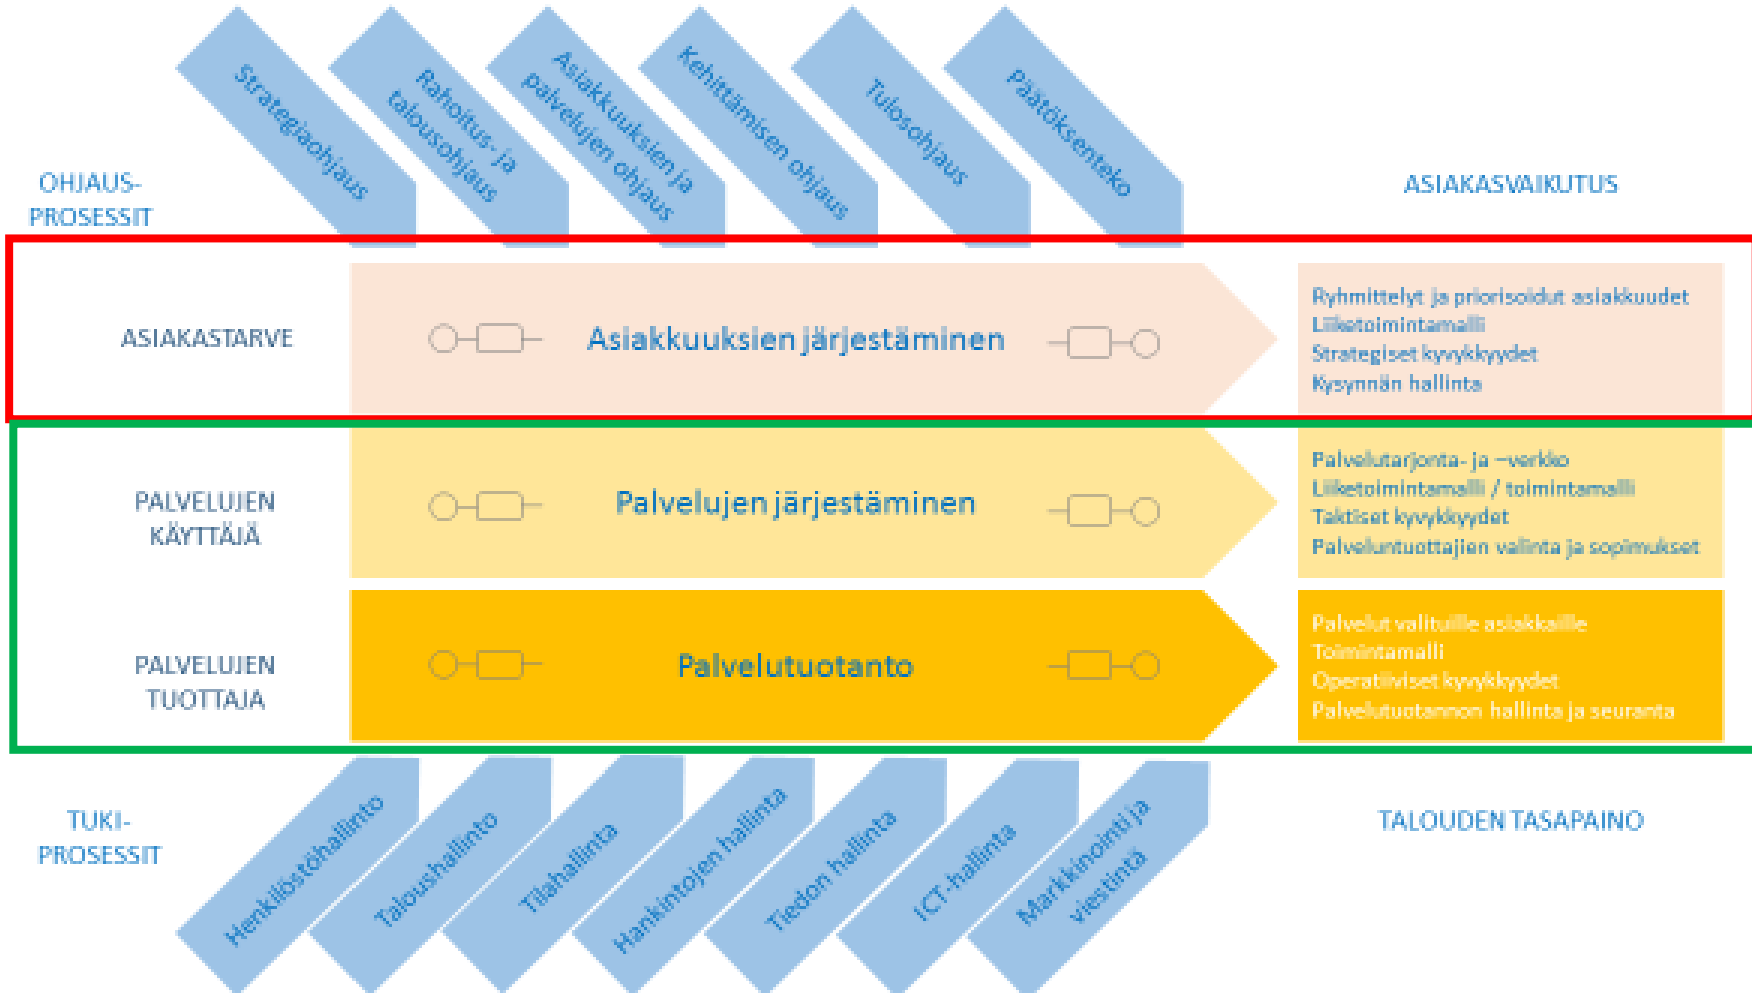 Strategiaohjaus
Rahoitus- ja
talousohjaus
Asiakkuuksien ja
palvelujen ohjaus
Kehittämisen ohjaus
Tulosohjaus
päätöksenteko
OHJAUS-
PROSESSIT
ASIAKASVAIKUTUS
ASIAKASTARVE
Asiakkuuksien järjestäminen
Ryhmittelyt ja priorisoidut asiakkuudet
Liiketoimintamalli
Strategiset kyvykkyydet
Kysynnän hallinta
PALVELUJEN
KÄYTTÄJÄ
Palvelujen järjestäminen
Palvelutarjonta- ja –verkko
Liiketoimintamalli / toimintamalli
Taktiset kyvykkyydet
Palveluntuottajien valinta ja sopimukset
PALVELUJEN
TUOTTAJA
Palvelutuotanto
Palvelut valituille asiakkaille
Toimintamalli
Operatiiviset kyvykkyydet
Palvelutuotannon hallinta ja seuranta
TUKI-
PROSESSIT
Henkilöstöhallinto
Taloushallinto
Tilahallinta
Hankintojen hallinta
Tiedon hallinta
ICT-hallinta
Markkinointi ja
viestintä
TALOUDEN TASAPAINO